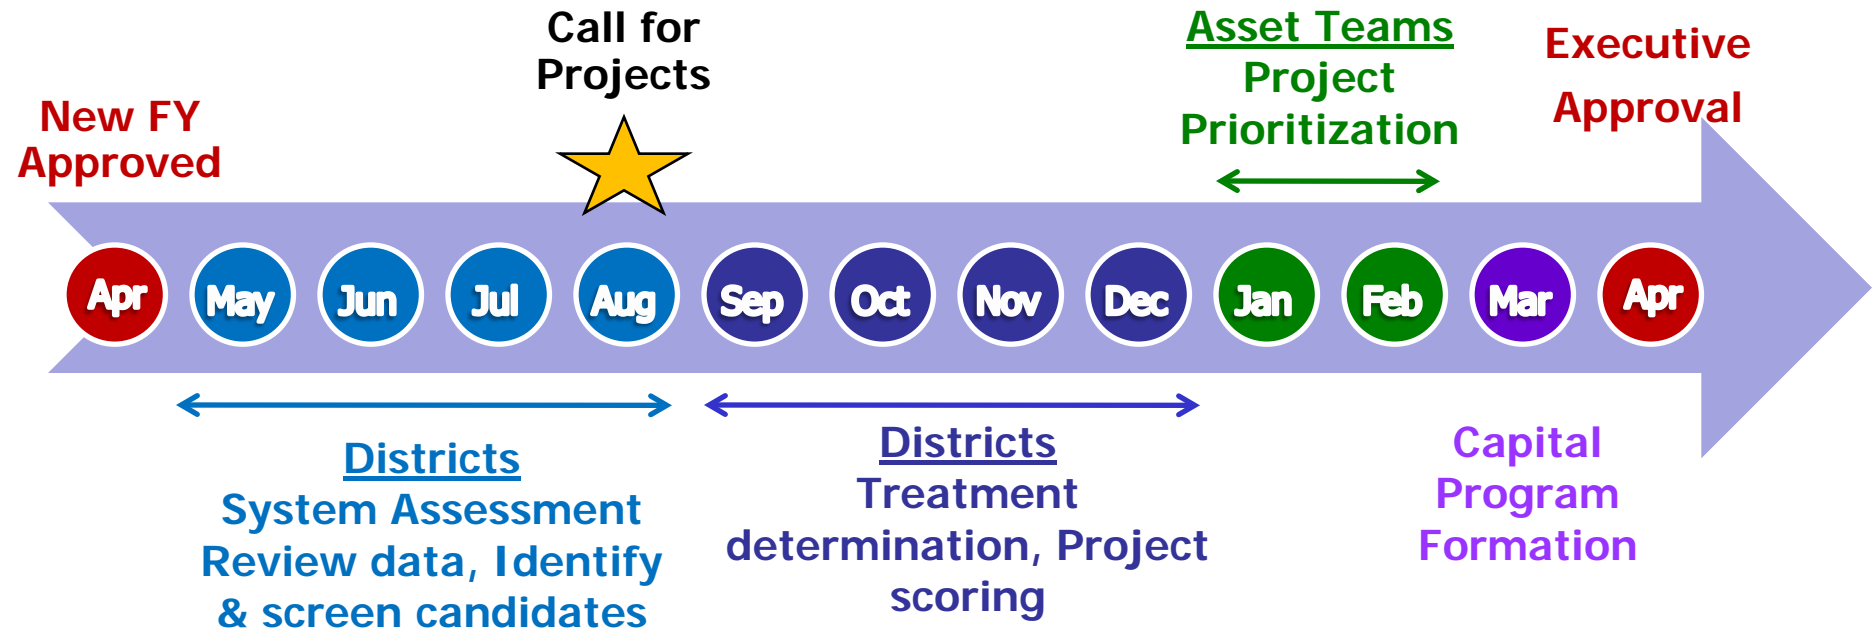 Call for
Projects
Asset Teams
Project
Prioritization
Executive
Approval
New FY
Approved
Apr May Jun Jul Aug Sep Oct Nov Dec Jan Feb Mar Apr
Districts
System Assessment
Review data, Identify
& screen candidates
Districts
Treatment
determination, Project
scoring
Capital
Program
Formation